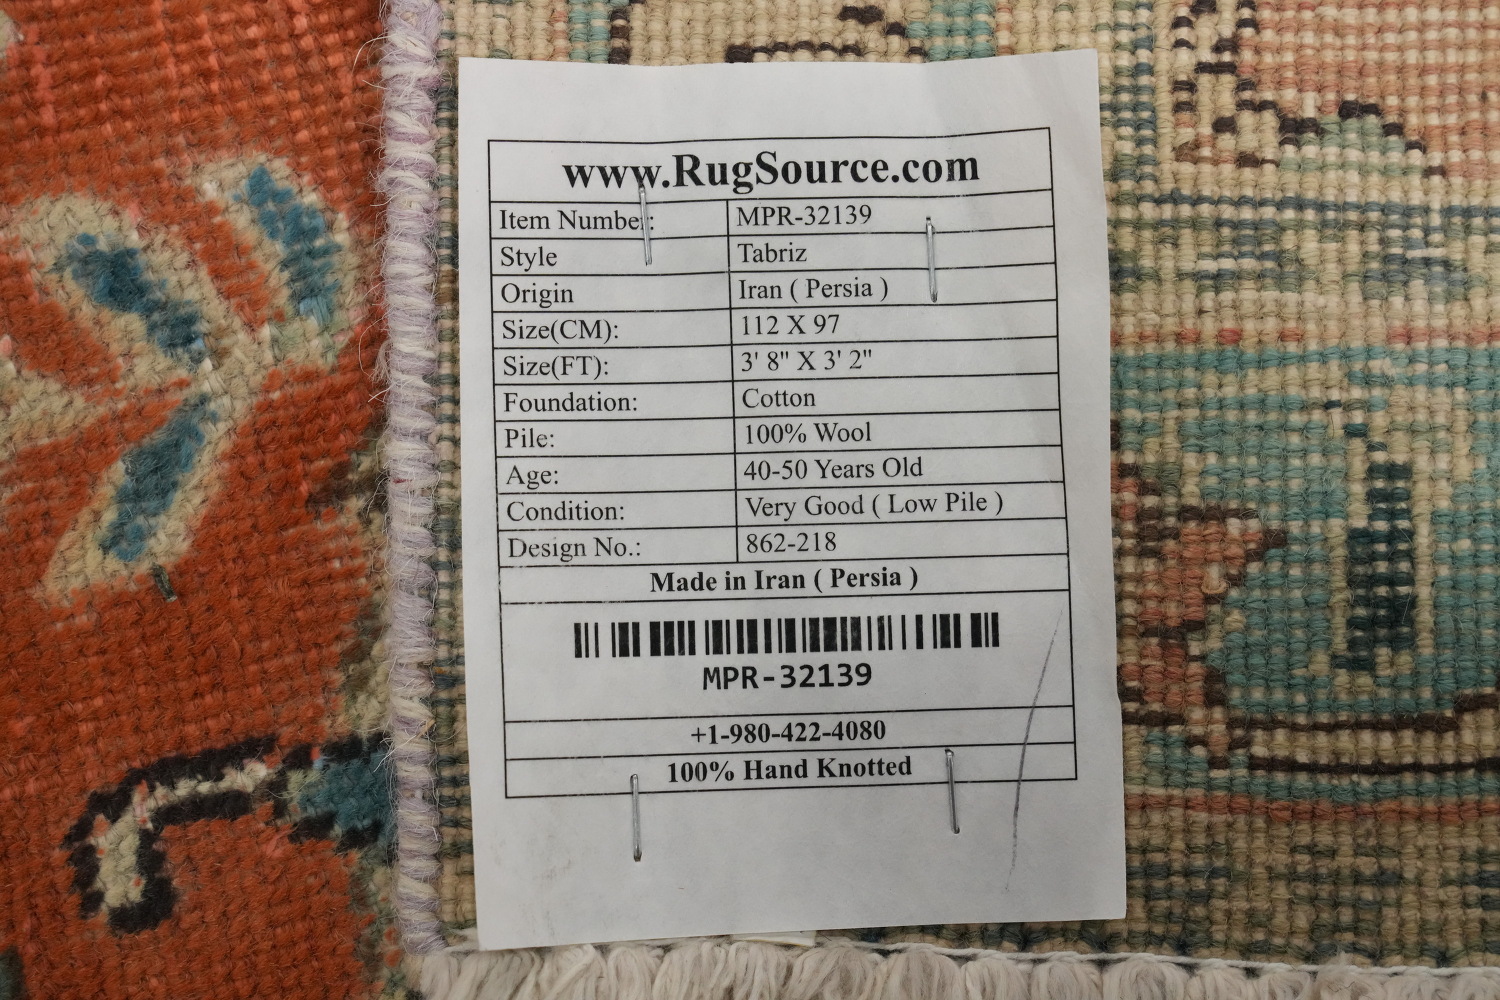 www.RugSource.com
Item Number: MPR-32139
Style Tabriz
Origin Iran ( Persia )
Size(CM): 112 X 97
Size(FT): 3' 8" X 3' 2"
Foundation: Cotton
Pile: 100% Wool
Age: 40-50 Years Old
Condition: Very Good ( Low Pile )
Design No.: 862-218
Made in Iran ( Persia )
MPR-32139
+1-980-422-4080
100% Hand Knotted